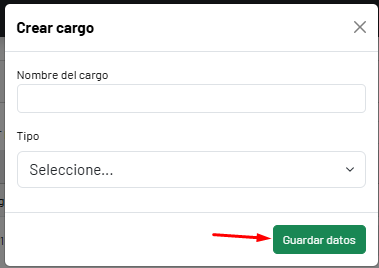 Crear cargo
Nombre del cargo
Tipo
Seleccione...
Guardar datos